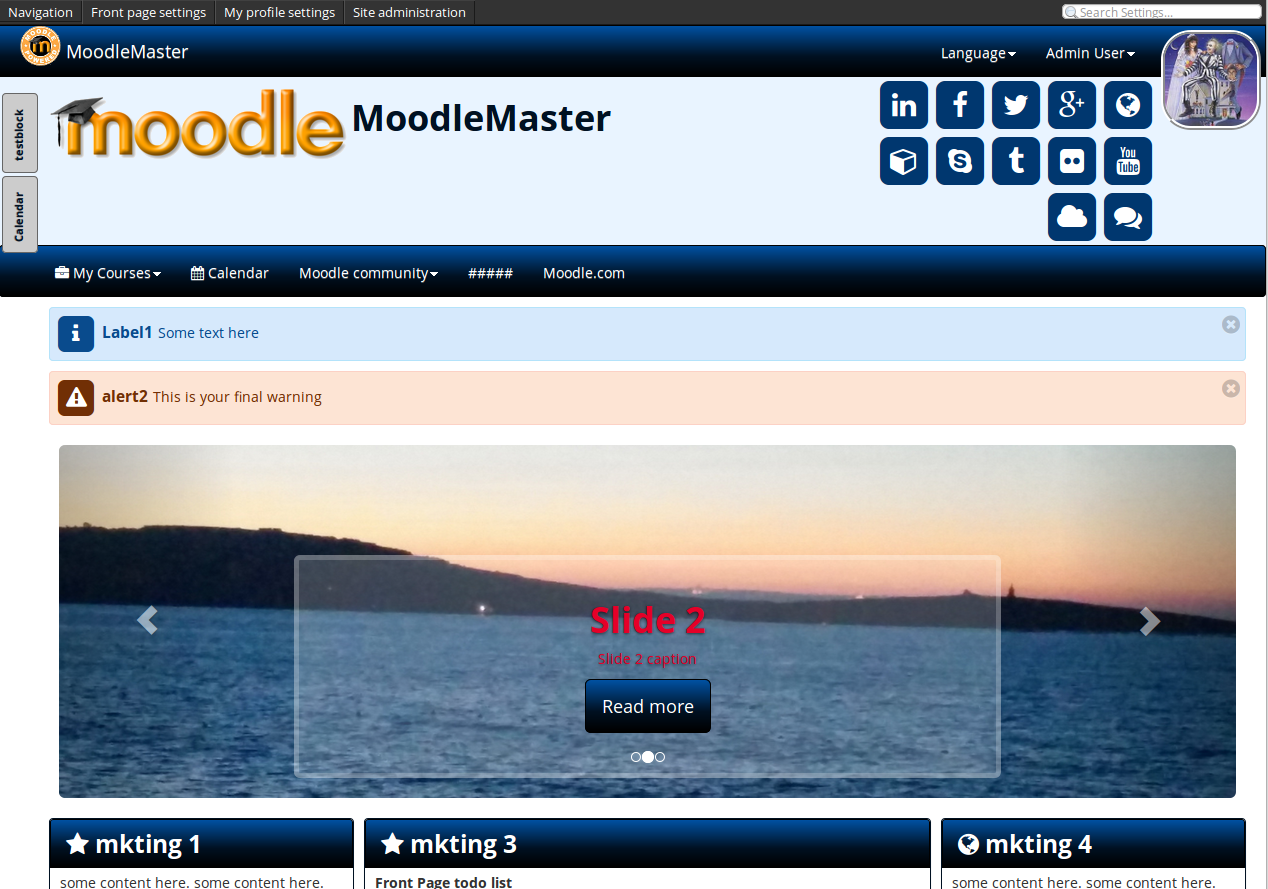 Navigation Front page settings My profile settings Site administration Search Settings...
MoodleMaster Language Admin User
moodle MoodleMaster
testblock
Calendar
You Tube
My Courses Calendar Moodle community ##### Moodle.com
Label1 Some text here
alert2 This is your final warning
Slide 2
Slide 2 caption
Read more
mkting 1 mkting 3 mkting 4
some content here. some content here. Front Page todo list some content here. some content here.